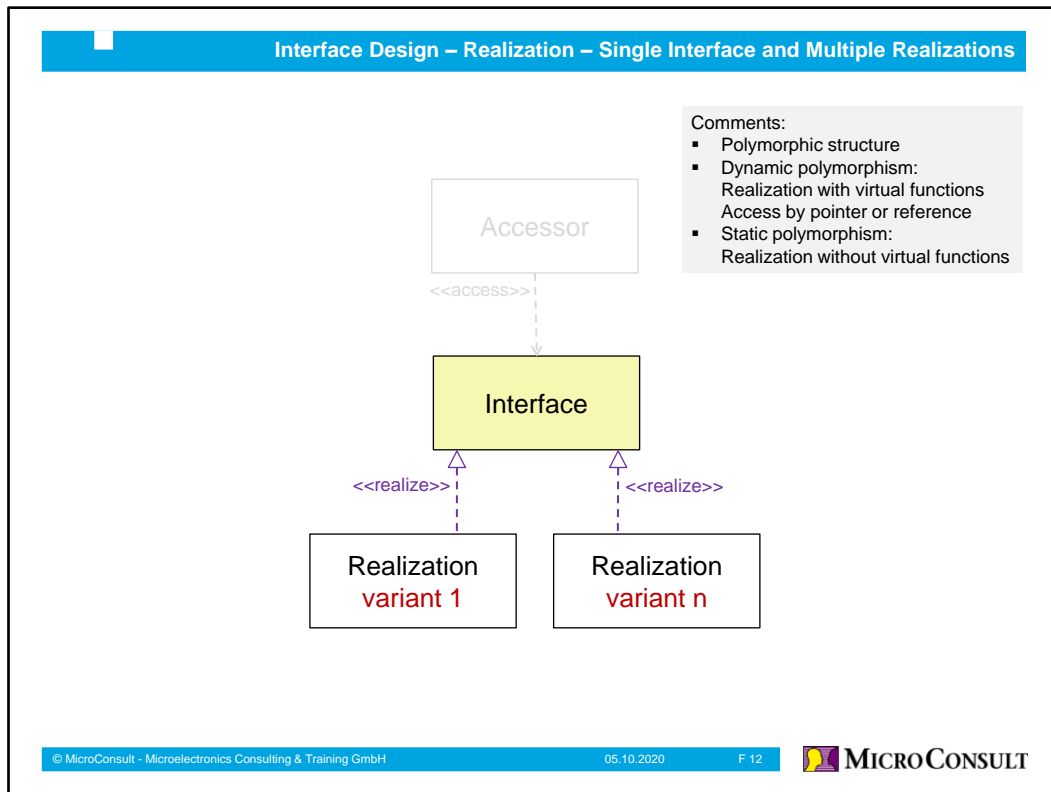 Interface Design – Realization – Single Interface and Multiple Realizations
Comments:
▪ Polymorphic structure
▪ Dynamic polymorphism:
Realization with virtual functions
Access by pointer or reference
▪ Static polymorphism:
Realization without virtual functions
Accessor
<<access>>
Interface
<<realize>>
<<realize>>
Realization
variant 1
Realization
variant n
© MicroConsult - Microelectronics Consulting & Training GmbH
05.10.2020
F 12
MICROCONSULT